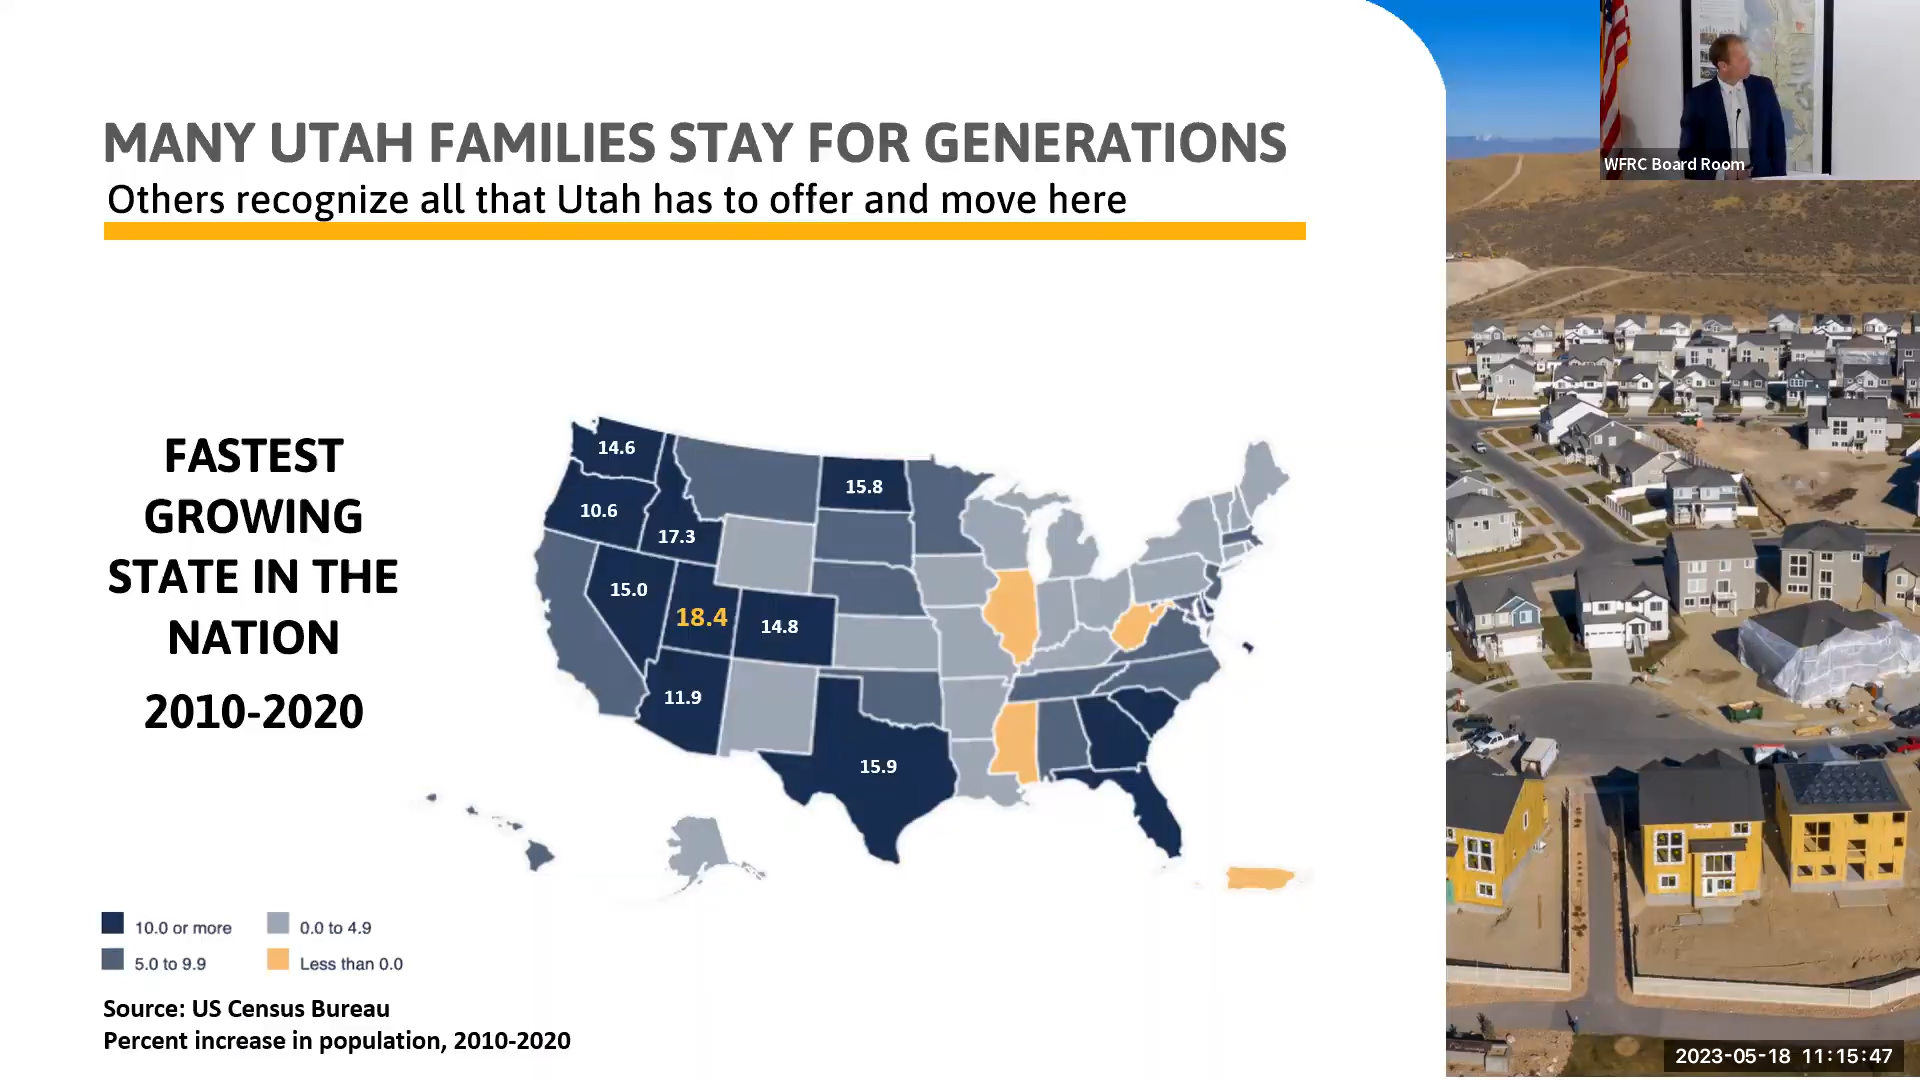 MANY UTAH FAMILIES STAY FOR GENERATIONS
Others recognize all that Utah has to offer and move here
WFRC Board Room
FASTEST
GROWING
STATE IN THE
NATION
2010-2020
14.6
10.6
17.3
15.8
15.0
18.4
14.8
11.9
15.9
10.0 or more
0.0 to 4.9
5.0 to 9.9
Less than 0.0
Source: US Census Bureau
Percent increase in population, 2010-2020
2023-05-18 11:15:47